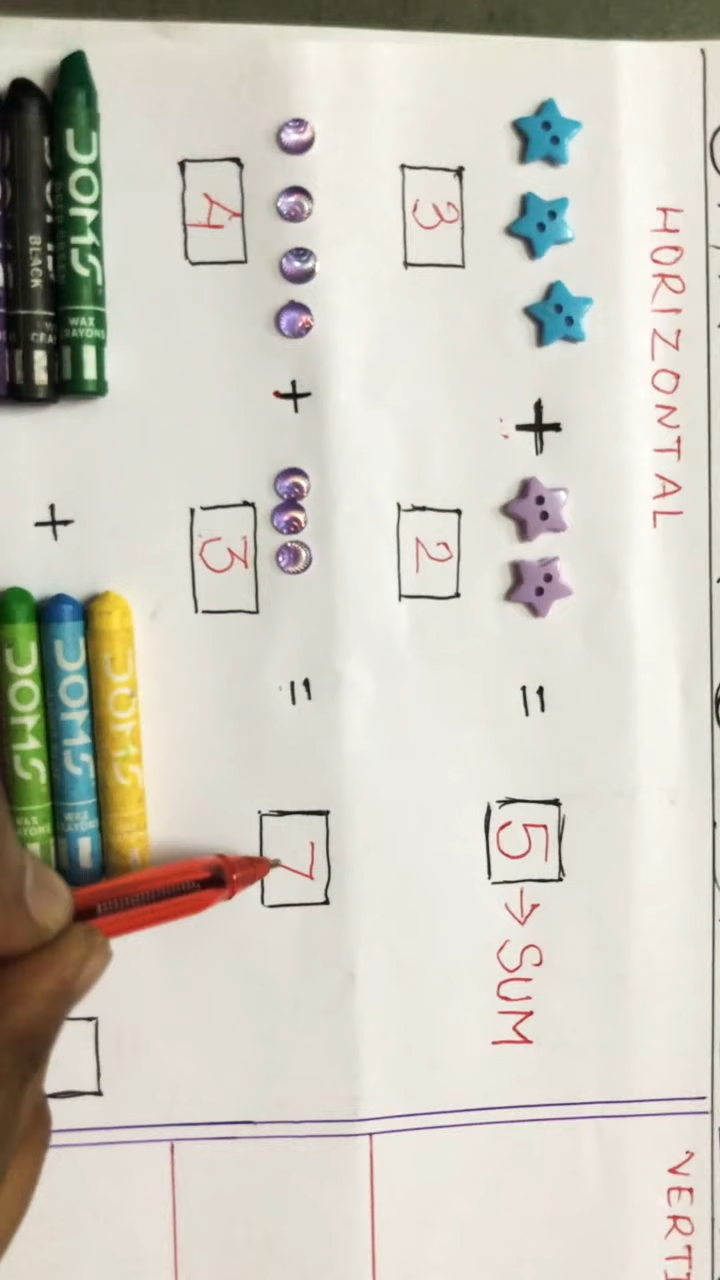 HORIZONTAL
+ =
3 2 5 → SUM
+ =
4 3 7
DOMS
WAX CRAYONS
BLACK
+
DOMS
DOMS
DOMS